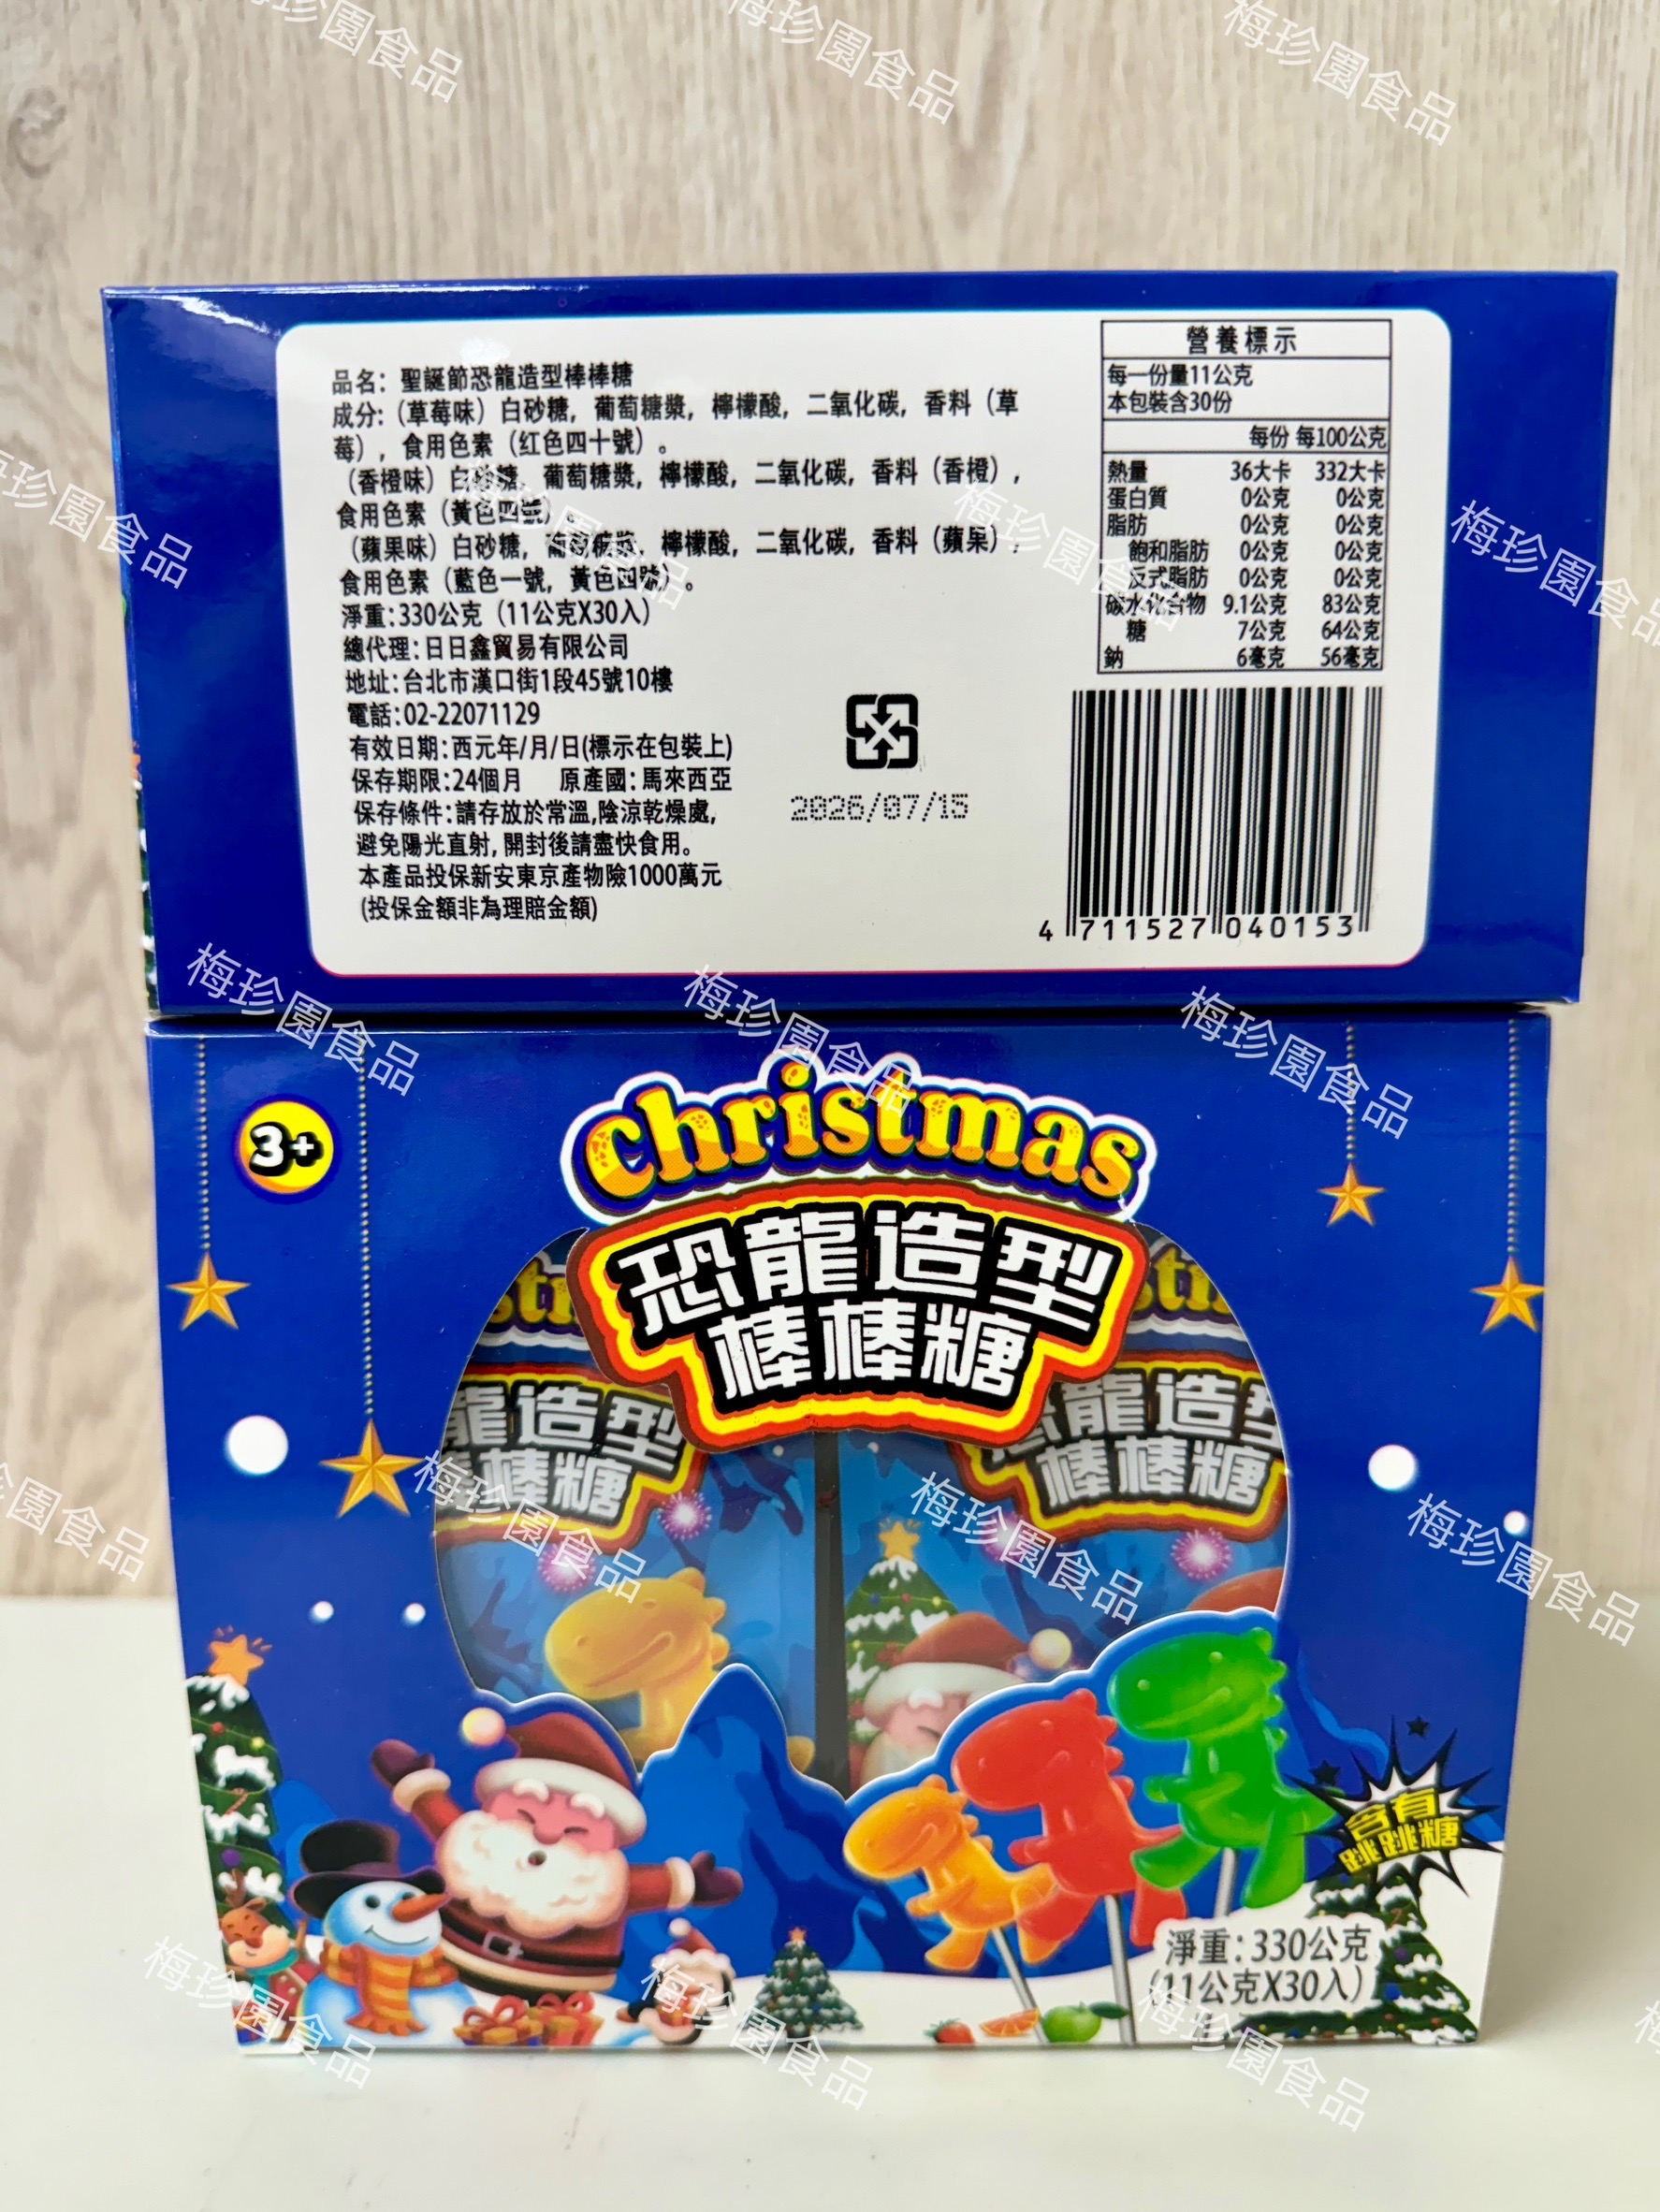 品名：聖誕節恐龍造型棒棒糖
成分：（草莓味）白砂糖，葡萄糖漿，檸檬酸，二氧化碳，香料（草
莓），食用色素（红色四十號）。
（香橙味）白砂糖，葡萄糖漿，檸檬酸，二氧化碳，香料（香橙），
食用色素（黃色四號）。
（蘋果味）白砂糖，葡萄糖漿，檸檬酸，二氧化碳，香料（蘋果），
食用色素（藍色一號，黃色四號）。
淨重：330公克（11公克X30入）
總代理：日日鑫貿易有限公司
地址：台北市漢口街1段45號10樓
電話：02-22071129
有效日期：西元年/月/日(標示在包裝上)
保存期限：24個月 原產國：馬來西亞
保存條件：請存放於常溫,陰涼乾燥處,
避免陽光直射,開封後請盡快食用。
本產品投保新安東京產物險1000萬元
(投保金額非為理賠金額)
2026/07/15
營養標示
每一份量11公克
本包裝含30份
每份 每100公克
熱量 36大卡 332大卡
蛋白質 0公克 0公克
脂肪 0公克 0公克
飽和脂肪 0公克 0公克
反式脂肪 0公克 0公克
碳水化合物 9.1公克 83公克
糖 7公克 64公克
鈉 6毫克 56毫克
4 711527 040153
3+
Christmas
恐龍造型
棒棒糖
龍造型
棒糖
龍造型
棒棒糖
含有
跳跳糖
淨重：330公克
(11公克X30入)
梅珍園食品